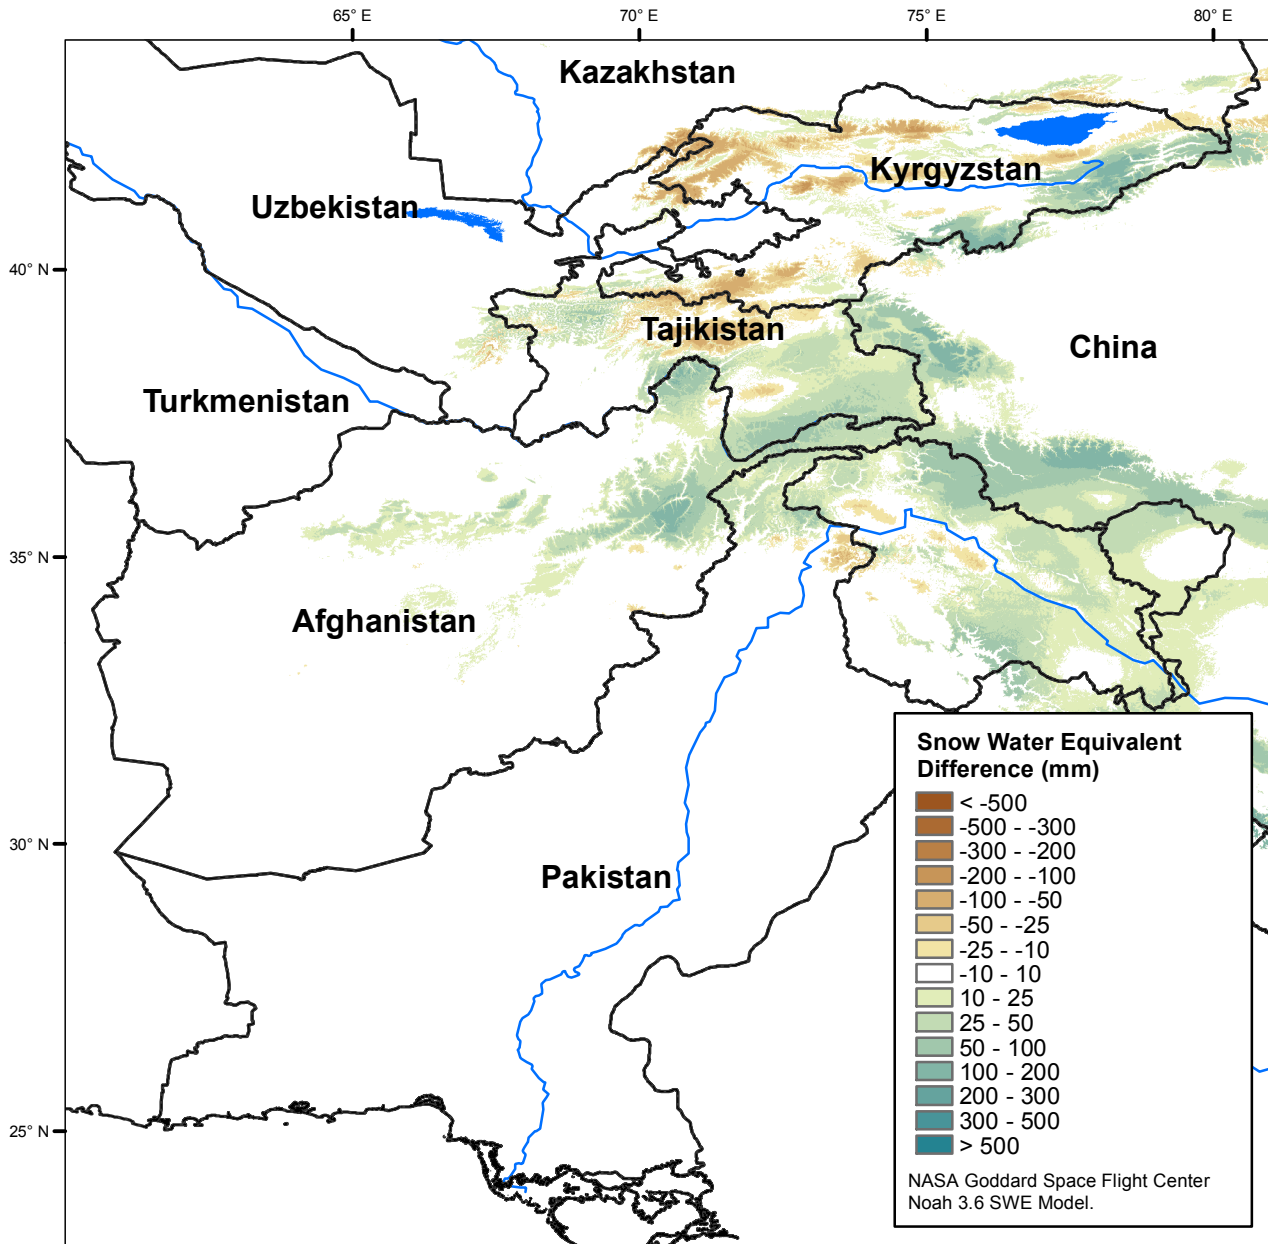 65° E
70° E
75° E
80° E
Kazakhstan
Kyrgyzstan
Uzbekistan
40° N
Tajikistan
China
Turkmenistan
35° N
Afghanistan
30° N
Pakistan
25° N
Snow Water Equivalent
Difference (mm)
< -500
-500 - -300
-300 - -200
-200 - -100
-100 - -50
-50 - -25
-25 - -10
-10 - 10
10 - 25
25 - 50
50 - 100
100 - 200
200 - 300
300 - 500
> 500
NASA Goddard Space Flight Center
Noah 3.6 SWE Model.